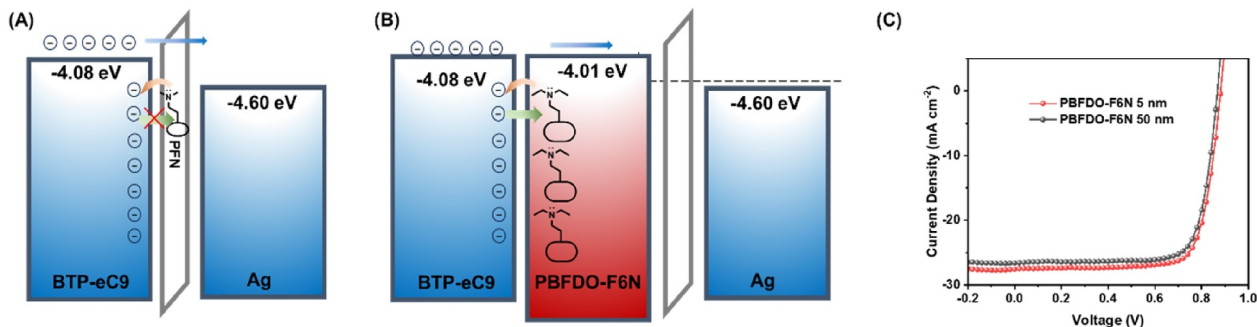 (A)
-4.08 eV
-4.60 eV
N
PFN
BTP-eC9
Ag
(B)
-4.08 eV
-4.01 eV
-4.60 eV
N
N
N
BTP-eC9
PBFDO-F6N
Ag
(C)
Current Density (mA cm⁻²)
0
-10
-20
-30
PBFDO-F6N 5 nm
PBFDO-F6N 50 nm
-0.2 0.0 0.2 0.4 0.6 0.8 1.0
Voltage (V)